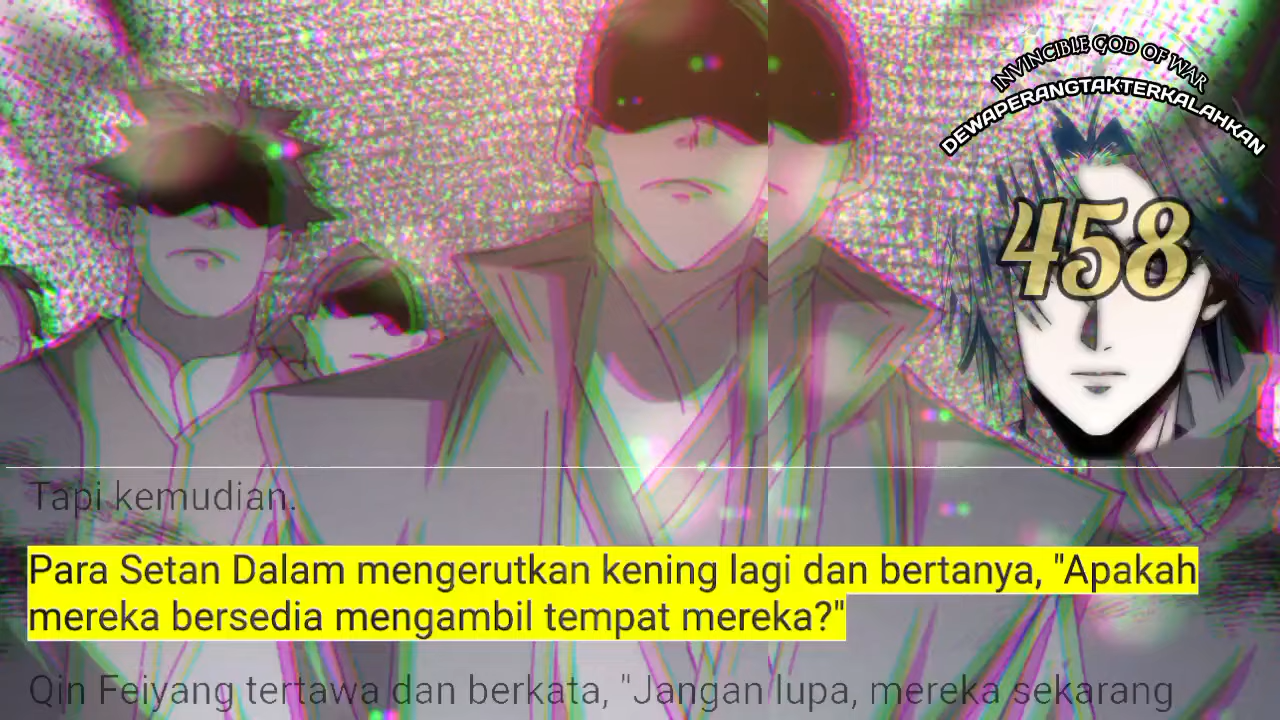 INVINCIBLE GOD OF WAR
DEWAPERANGTAKTERKALAHKAN
458
Tapi kemudian.
Para Setan Dalam mengerutkan kening lagi dan bertanya, "Apakah
mereka bersedia mengambil tempat mereka?"
Qin Feiyang tertawa dan berkata, "Jangan lupa, mereka sekarang